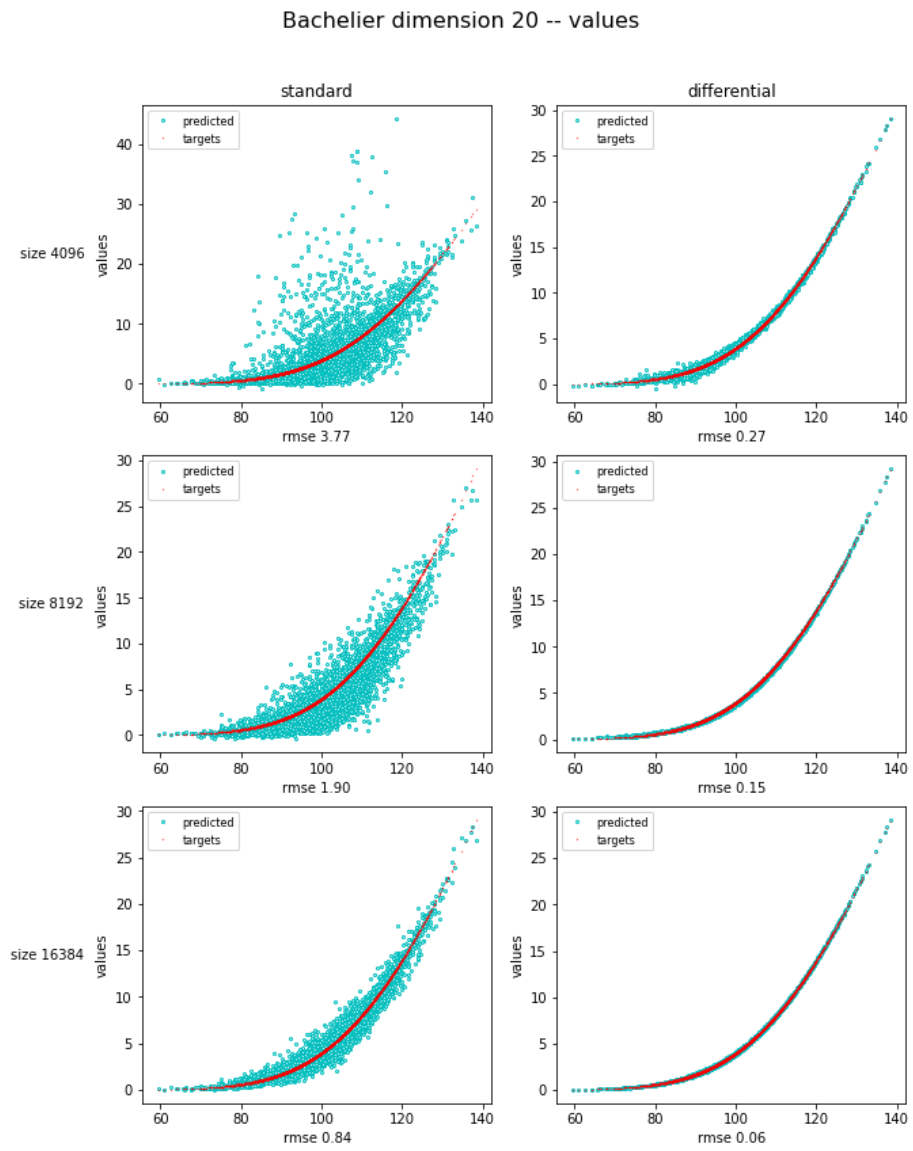 Bachelier dimension 20 -- values
standard
differential
size 4096
values
predicted
targets
40
30
20
10
0
60 80 100 120 140
rmse 3.77
values
predicted
targets
30
25
20
15
10
5
0
60 80 100 120 140
rmse 0.27
size 8192
values
predicted
targets
30
25
20
15
10
5
0
60 80 100 120 140
rmse 1.90
values
predicted
targets
30
25
20
15
10
5
0
60 80 100 120 140
rmse 0.15
size 16384
values
predicted
targets
30
25
20
15
10
5
0
60 80 100 120 140
rmse 0.84
values
predicted
targets
30
25
20
15
10
5
0
60 80 100 120 140
rmse 0.06